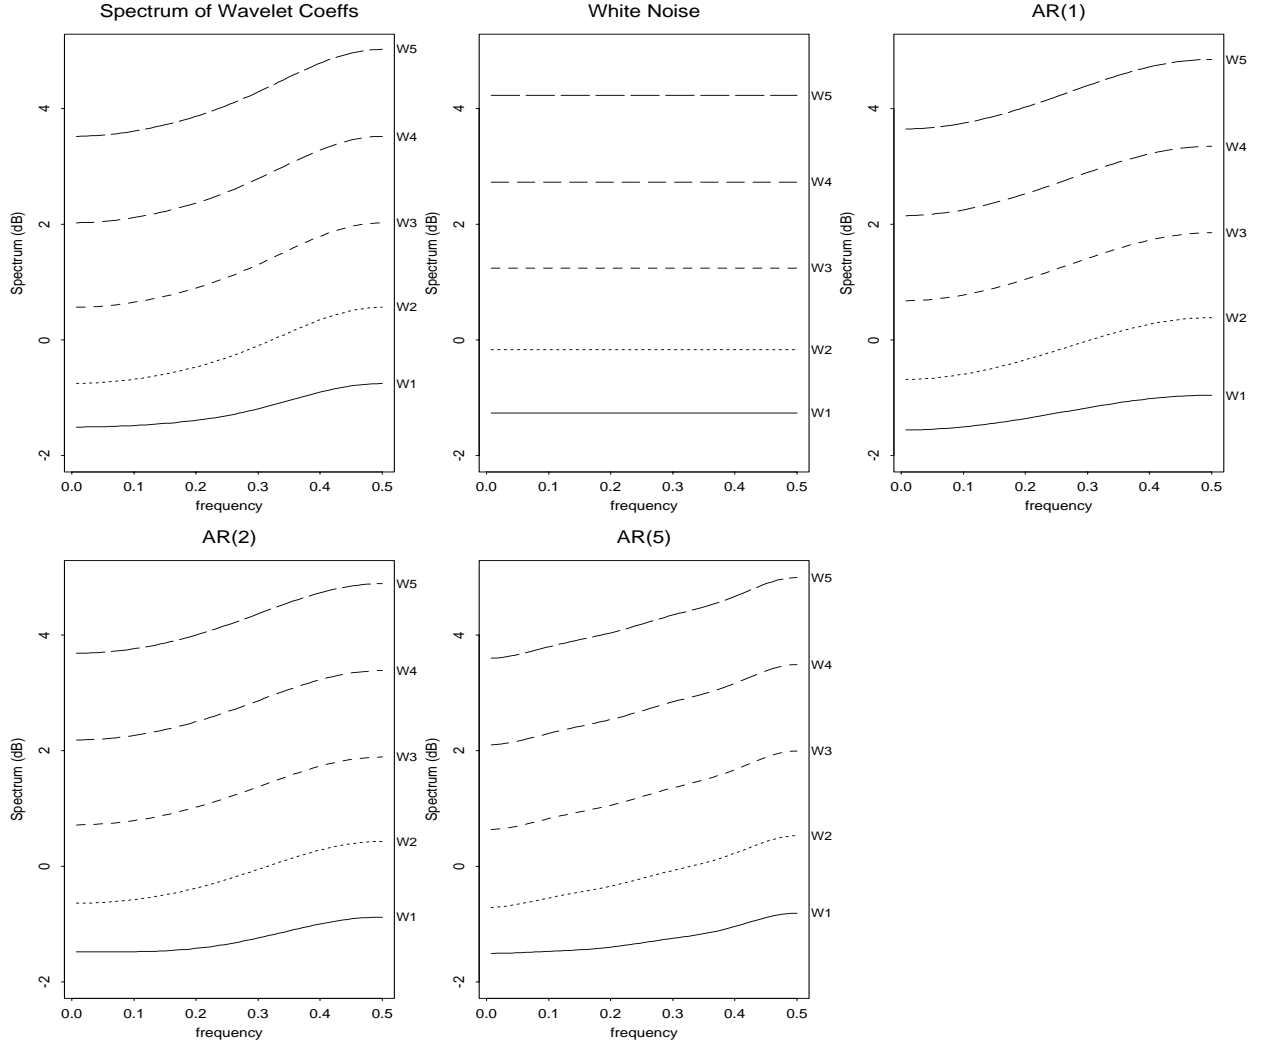 Spectrum of Wavelet Coeffs
Spectrum (dB)
4
2
0
-2
W5
W4
W3
W2
W1
0.0 0.1 0.2 0.3 0.4 0.5
frequency
White Noise
Spectrum (dB)
4
2
0
-2
W5
W4
W3
W2
W1
0.0 0.1 0.2 0.3 0.4 0.5
frequency
AR(1)
Spectrum (dB)
4
2
0
-2
W5
W4
W3
W2
W1
0.0 0.1 0.2 0.3 0.4 0.5
frequency
AR(2)
Spectrum (dB)
4
2
0
-2
W5
W4
W3
W2
W1
0.0 0.1 0.2 0.3 0.4 0.5
frequency
AR(5)
Spectrum (dB)
4
2
0
-2
W5
W4
W3
W2
W1
0.0 0.1 0.2 0.3 0.4 0.5
frequency